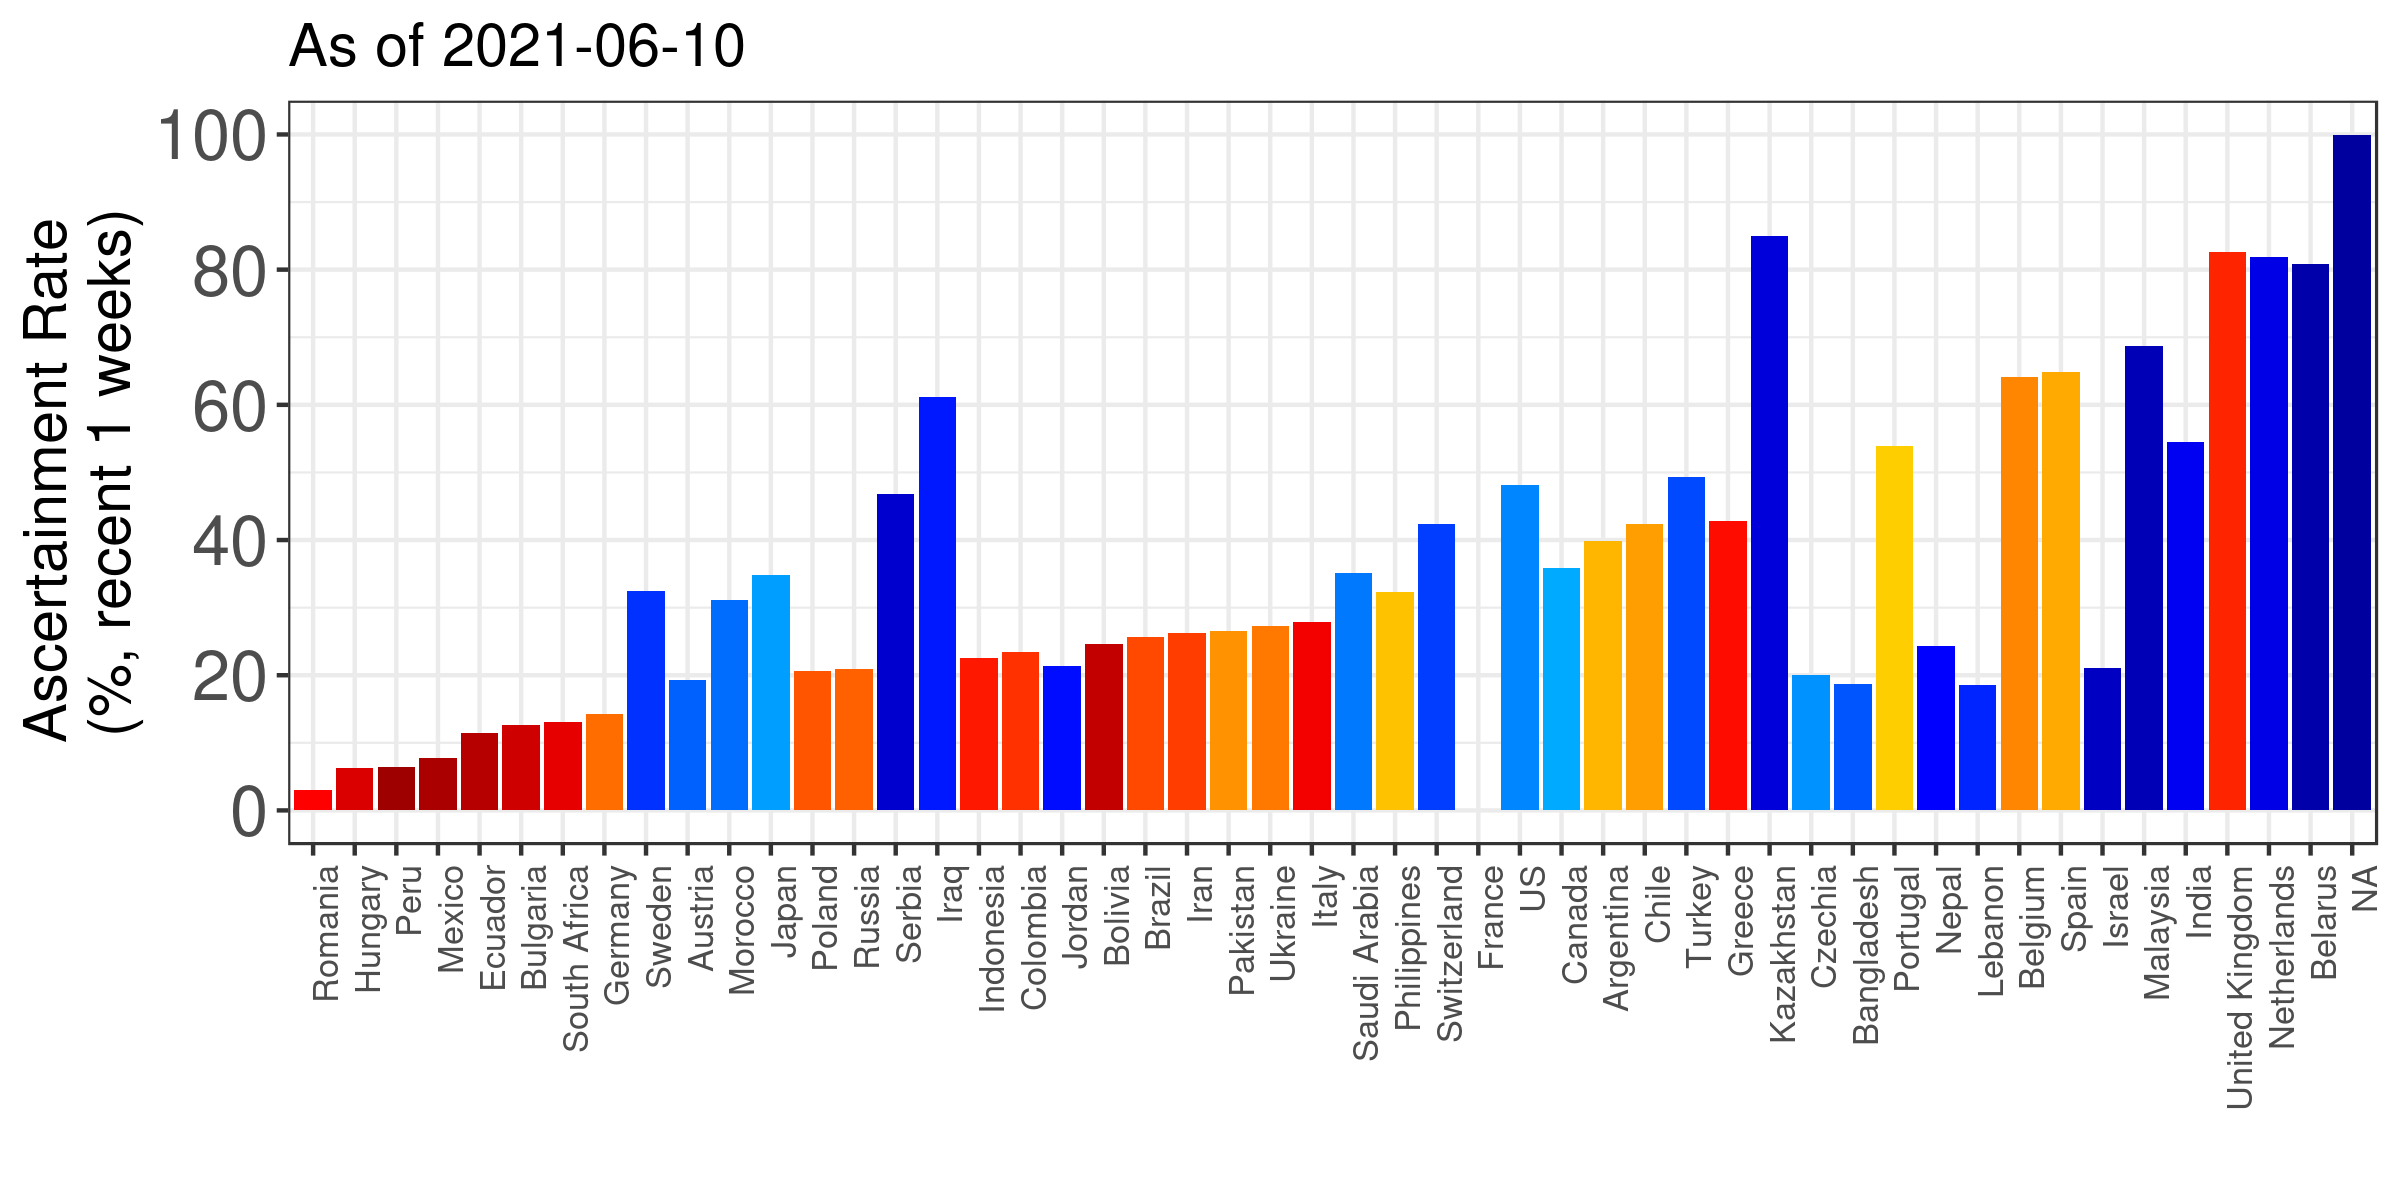 As of 2021-06-10
Ascertainment Rate
(%, recent 1 weeks)
100
80
60
40
20
0
Romania
Hungary
Peru
Mexico
Ecuador
Bulgaria
South Africa
Germany
Sweden
Austria
Morocco
Japan
Poland
Russia
Serbia
Iraq
Indonesia
Colombia
Jordan
Bolivia
Brazil
Iran
Pakistan
Ukraine
Italy
Saudi Arabia
Philippines
Switzerland
France
US
Canada
Argentina
Chile
Turkey
Greece
Kazakhstan
Czechia
Bangladesh
Portugal
Nepal
Lebanon
Belgium
Spain
Israel
Malaysia
India
United Kingdom
Netherlands
Belarus
NA